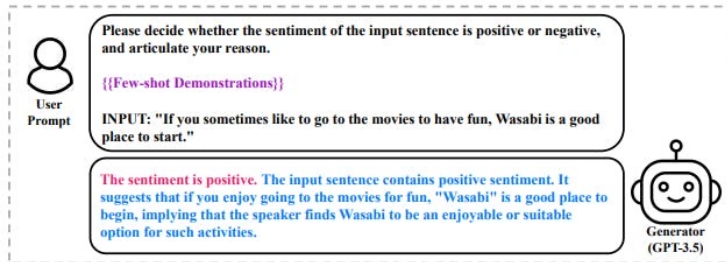 Please decide whether the sentiment of the input sentence is positive or negative,
and articulate your reason.
{{Few-shot Demonstrations}}
INPUT: "If you sometimes like to go to the movies to have fun, Wasabi is a good
place to start."
User
Prompt
The sentiment is positive. The input sentence contains positive sentiment. It
suggests that if you enjoy going to the movies for fun, "Wasabi" is a good place to
begin, implying that the speaker finds Wasabi to be an enjoyable or suitable
option for such activities.
Generator
(GPT-3.5)